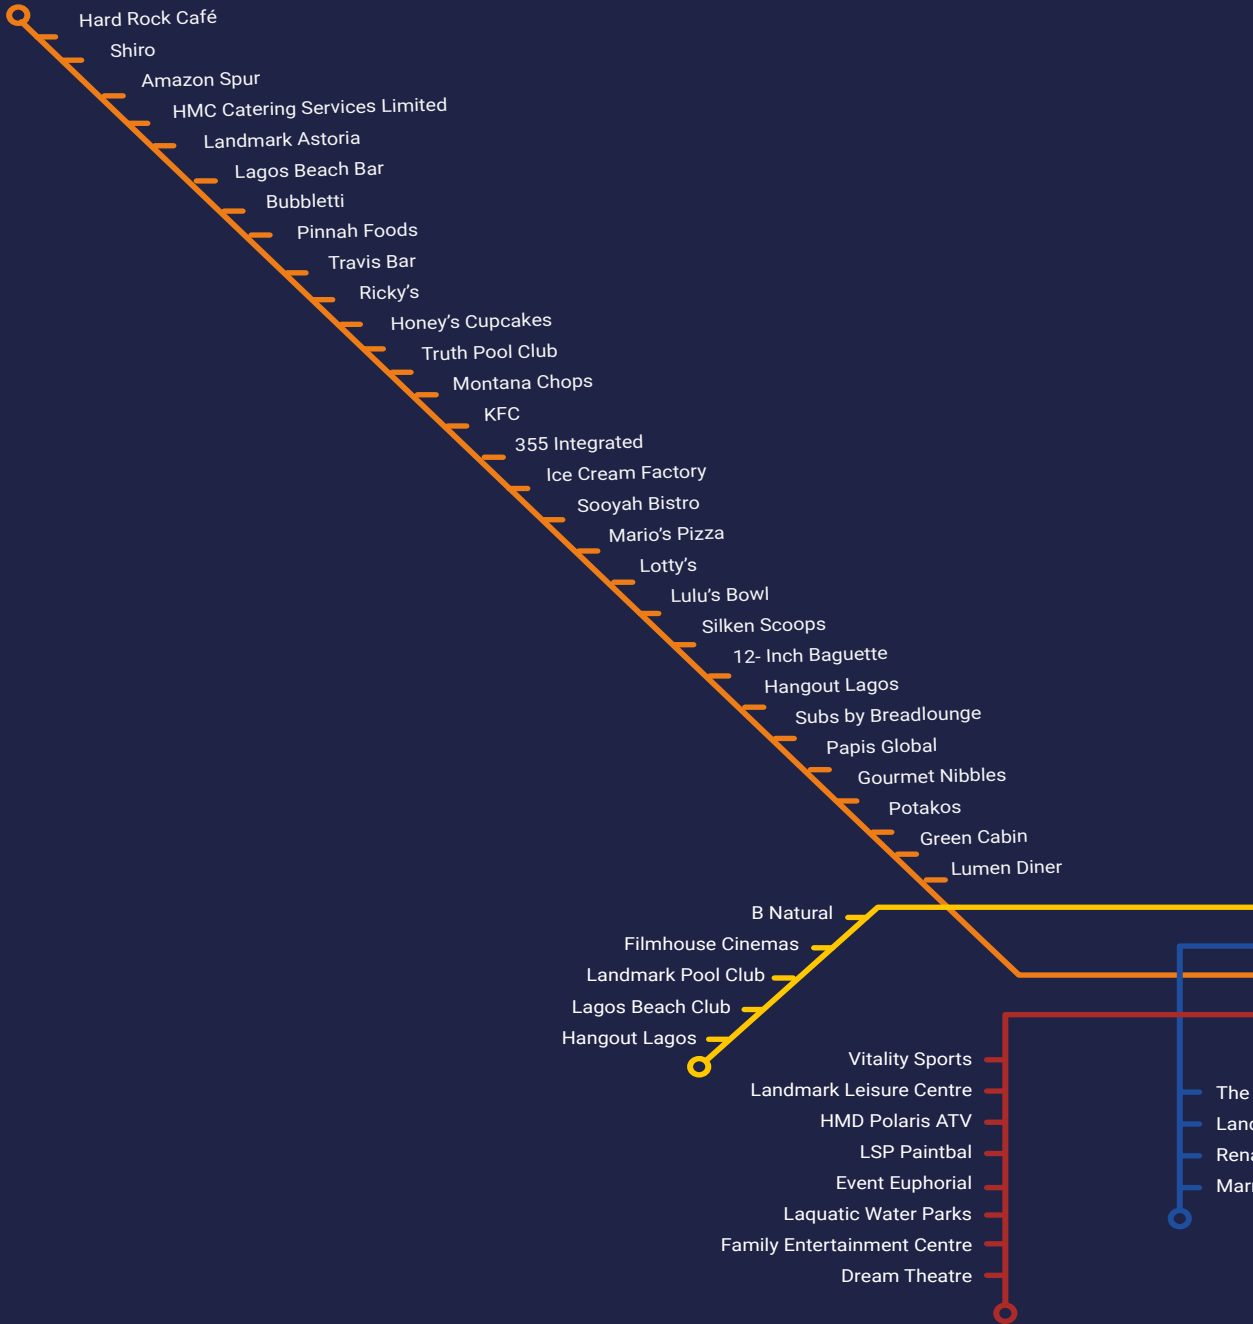 Hard Rock Café
Shiro
Amazon Spur
HMC Catering Services Limited
Landmark Astoria
Lagos Beach Bar
Bubbletti
Pinnah Foods
Travis Bar
Ricky’s
Honey’s Cupcakes
Truth Pool Club
Montana Chops
KFC
355 Integrated
Ice Cream Factory
Sooyah Bistro
Mario’s Pizza
Lotty’s
Lulu’s Bowl
Silken Scoops
12- Inch Baguette
Hangout Lagos
Subs by Breadlounge
Papis Global
Gourmet Nibbles
Potakos
Green Cabin
Lumen Diner
B Natural
Filmhouse Cinemas
Landmark Pool Club
Lagos Beach Club
Hangout Lagos
Vitality Sports
Landmark Leisure Centre
HMD Polaris ATV
LSP Paintbal
Event Euphorial
Laquatic Water Parks
Family Entertainment Centre
Dream Theatre
The